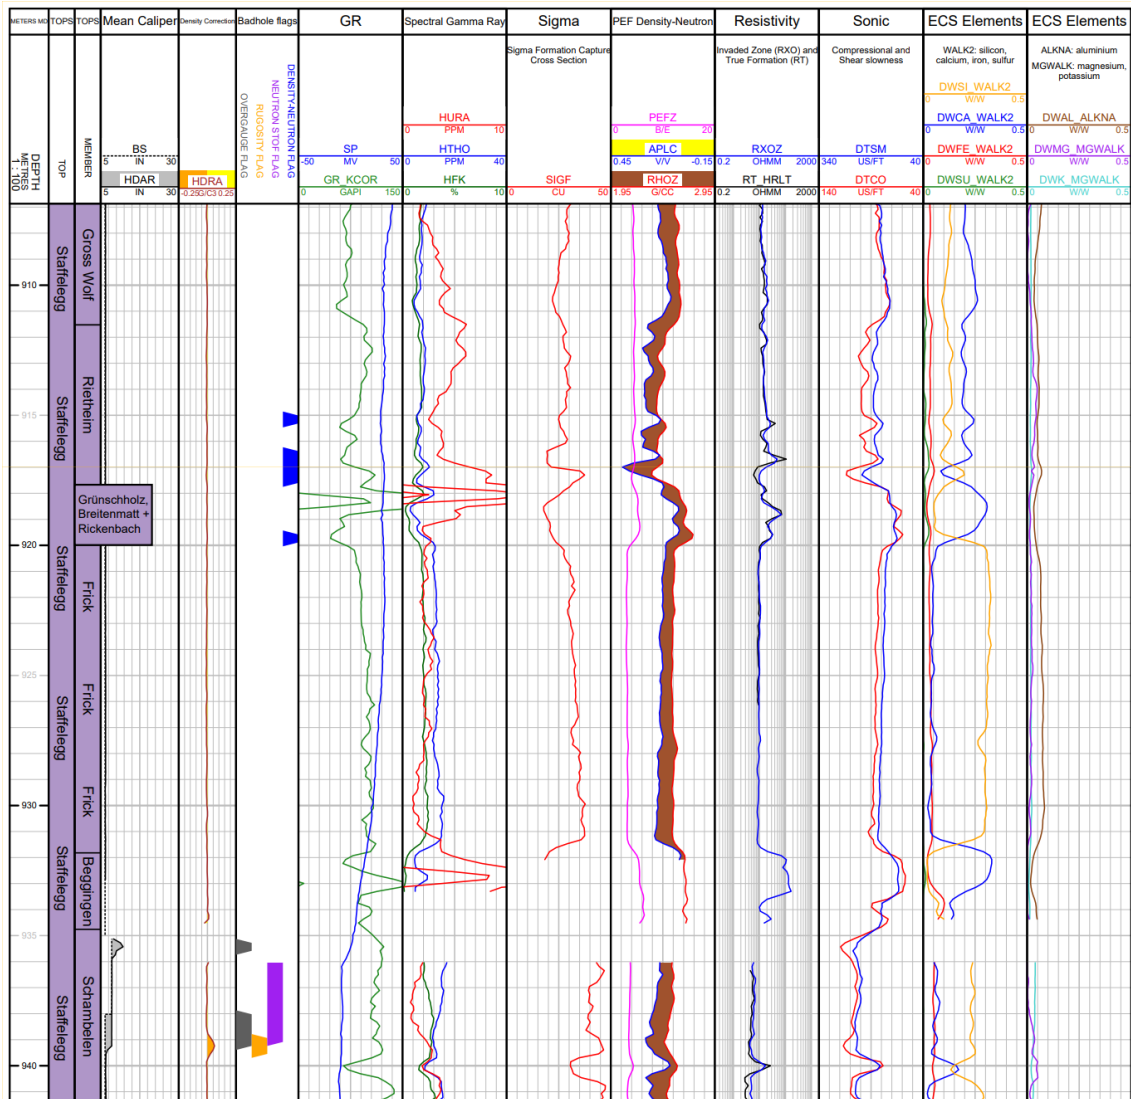 METERS MD
TOPS
TOPS
Mean Caliper
Density Correction
Badhole flags
GR
Spectral Gamma Ray
Sigma
PEF Density-Neutron
Resistivity
Sonic
ECS Elements
ECS Elements
Sigma Formation Capture
Cross Section
Invaded Zone (RXO) and
True Formation (RT)
Compressional and
Shear slowness
WALK2: silicon,
calcium, iron, sulfur
ALKNA: aluminium
MGWALK: magnesium,
potassium
DEPTH
METRES
1 : 100
TOP
MEMBER
BS
5 IN 30
HDAR
5 IN 30
HDRA
-0.25 G/C3 0.25
OVERGAUGE FLAG
RUGOSITY FLAG
NEUTRON STOF FLAG
DENSITY-NEUTRON FLAG
SP
-50 MV 50
GR_KCOR
0 GAPI 150
HURA
0 PPM 10
HTHO
0 PPM 40
HFK
0 % 10
SIGF
0 CU 50
PEFZ
0 B/E 20
APLC
0.45 V/V -0.15
RHOZ
1.95 G/CC 2.95
RXOZ
0.2 OHMM 2000
RT_HRLT
0.2 OHMM 2000
DTSM
340 US/FT 40
DTCO
140 US/FT 40
DWSI_WALK2
0 W/W 0.5
DWCA_WALK2
0 W/W 0.5
DWFE_WALK2
0 W/W 0.5
DWSU_WALK2
0 W/W 0.5
DWAL_ALKNA
0 W/W 0.5
DWMG_MGWALK
0 W/W 0.5
DWK_MGWALK
0 W/W 0.5
Staffelegg
Gross Wolf
910
Staffelegg
Rietheim
915
Grünschholz,
Breitenmatt +
Rickenbach
920
Staffelegg
Frick
925
Staffelegg
Frick
930
Frick
Staffelegg
Beggingen
935
Staffelegg
Schambelen
940